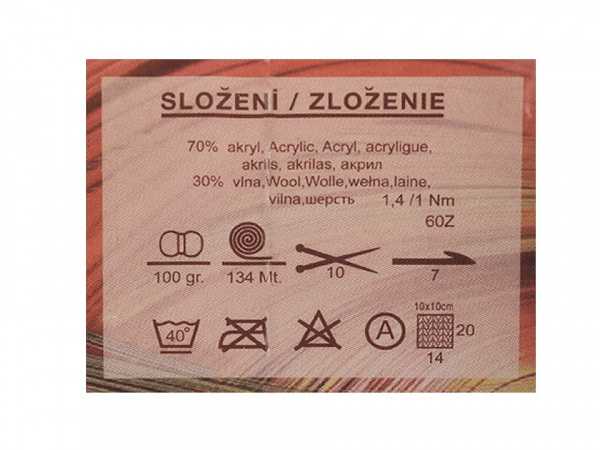 SLOŽENÍ / ZLOŽENIE
70% akryl, Acrylic, Acryl, acryligue,
akrils, akrilas, акрил
30% vlna,Wool,Wolle,wełna,laine,
vilna,шерсть 1,4 /1 Nm
60Z
100 gr. 134 Mt. 10 7
40° A 10x10cm 20
14